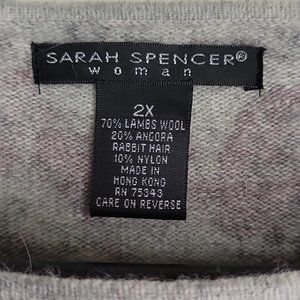 SARAH SPENCER®
woman
2X
70% LAMBS WOOL
20% ANGORA
RABBIT HAIR
10% NYLON
MADE IN
HONG KONG
RN 75343
CARE ON REVERSE